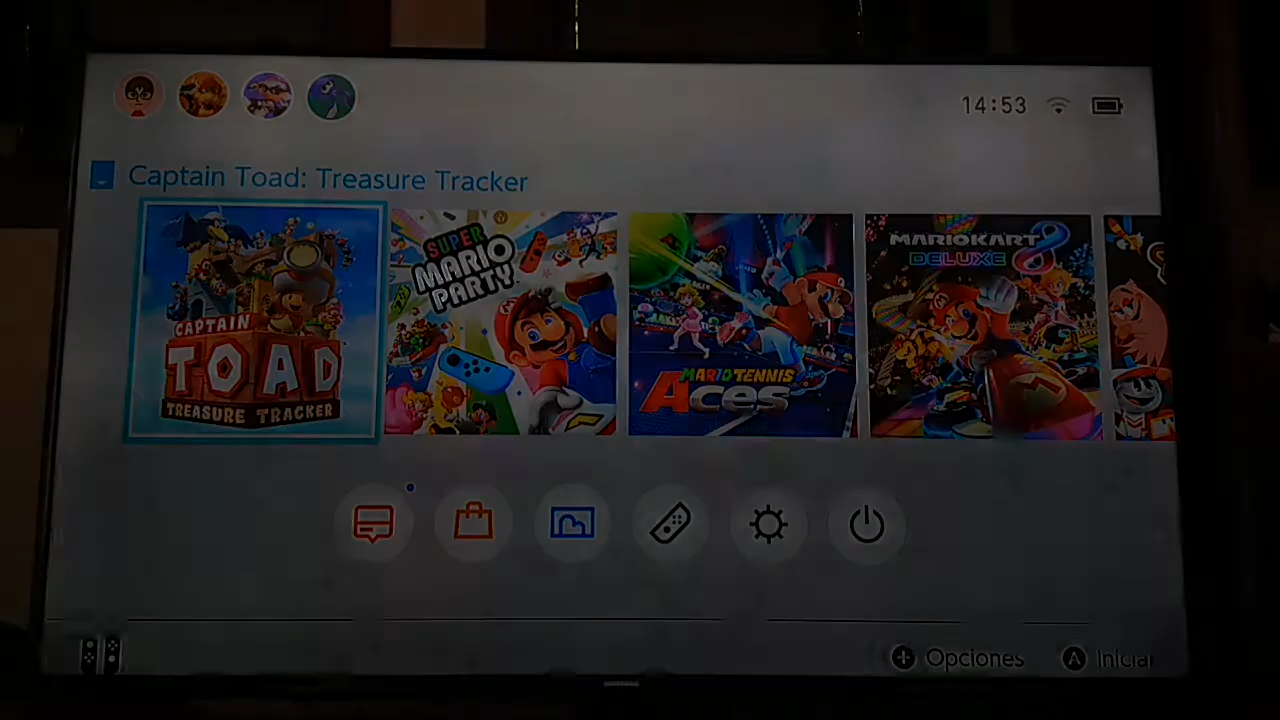 14:53
Captain Toad: Treasure Tracker
CAPTAIN
TOAD
TREASURE TRACKER
SUPER
MARIO
PARTY
MARIO TENNIS
Aces
MARIOKART 8
DELUXE
Opciones
A Iniciar